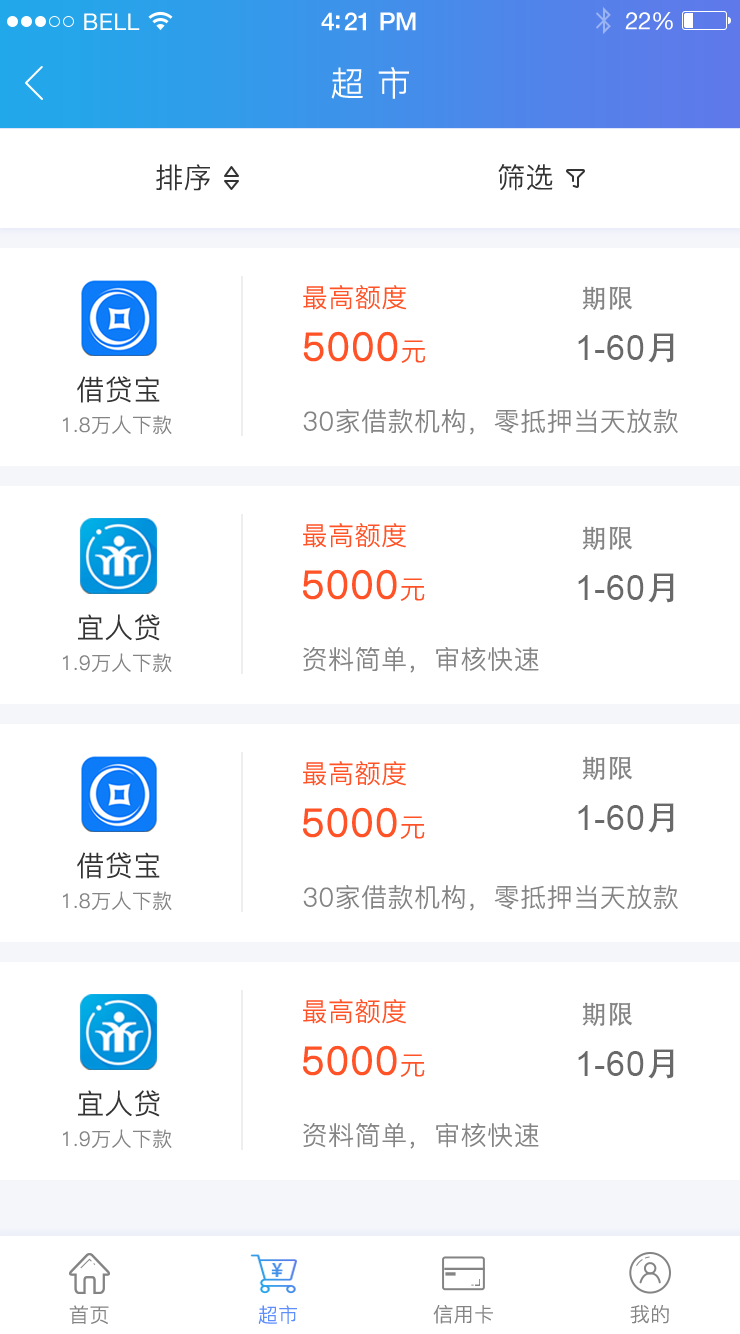 BELL 4:21 PM 22%
超市
排序 筛选
最高额度 期限
5000元 1-60月
借贷宝
1.8万人下款
30家借款机构，零抵押当天放款
最高额度 期限
5000元 1-60月
宜人贷
1.9万人下款
资料简单，审核快速
最高额度 期限
5000元 1-60月
借贷宝
1.8万人下款
30家借款机构，零抵押当天放款
最高额度 期限
5000元 1-60月
宜人贷
1.9万人下款
资料简单，审核快速
¥
首页 超市 信用卡 我的